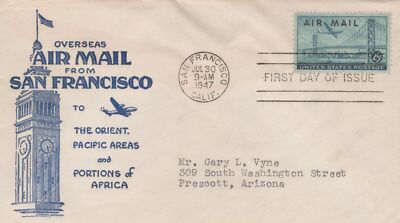 OVERSEAS
AIR MAIL
FROM
SAN FRANCISCO
TO
THE ORIENT,
PACIFIC AREAS
and
PORTIONS of
AFRICA
SAN FRANCISCO
JUL 30
9-AM
1947
CALIF.
AIR MAIL
15¢
UNITED STATES POSTAGE
FIRST DAY OF ISSUE
Mr. Gary L. Vyne
309 South Washington Street
Prescott, Arizona